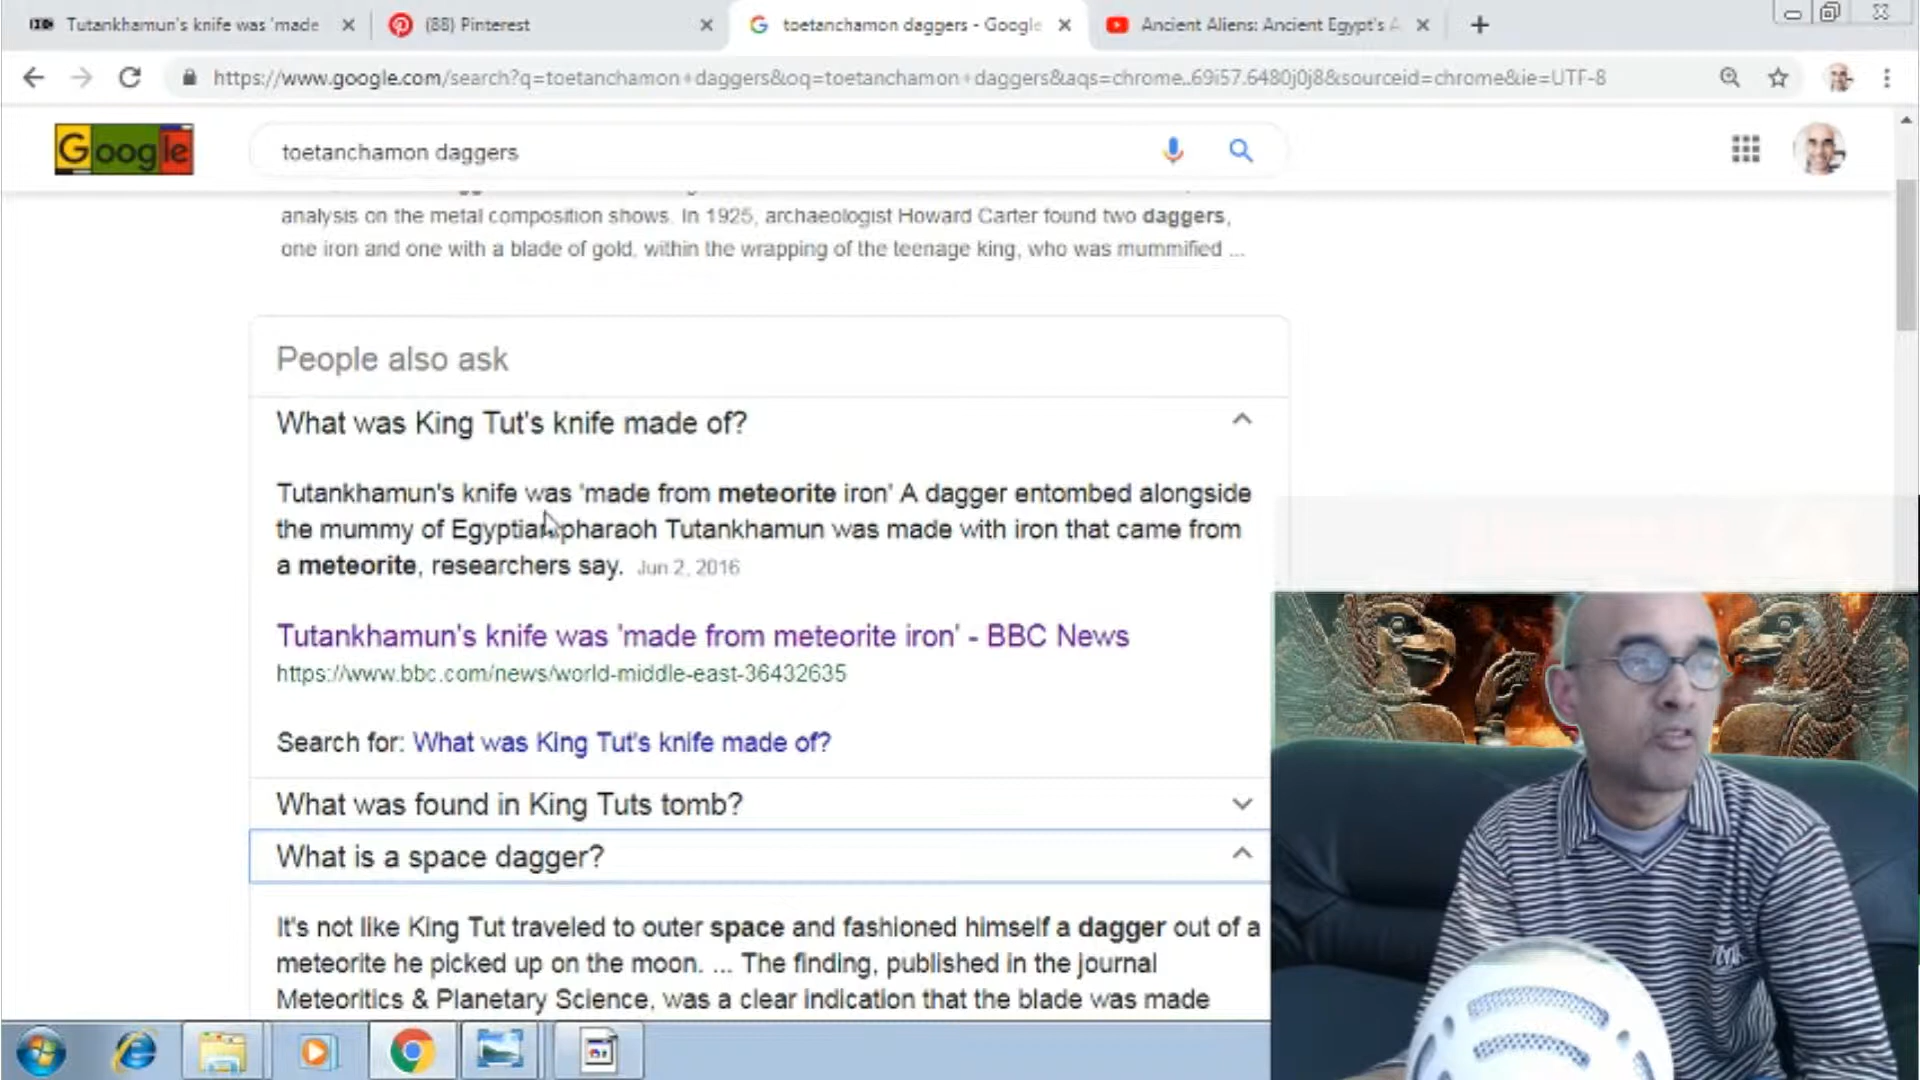 Tutankhamun's knife was 'made
(88) Pinterest
toetanchamon daggers - Google
Ancient Aliens: Ancient Egypt's A
https://www.google.com/search?q=toetanchamon+daggers&oq=toetanchamon+daggers&aqs=chrome..69i57.6480j0j8&sourceid=chrome&ie=UTF-8
Google
toetanchamon daggers
analysis on the metal composition shows. In 1925, archaeologist Howard Carter found two daggers,
one iron and one with a blade of gold, within the wrapping of the teenage king, who was mummified ...
People also ask
What was King Tut's knife made of?
Tutankhamun's knife was 'made from meteorite iron' A dagger entombed alongside
the mummy of Egyptian pharaoh Tutankhamun was made with iron that came from
a meteorite, researchers say. Jun 2, 2016
Tutankhamun's knife was 'made from meteorite iron' - BBC News
https://www.bbc.com/news/world-middle-east-36432635
Search for: What was King Tut's knife made of?
What was found in King Tuts tomb?
What is a space dagger?
It's not like King Tut traveled to outer space and fashioned himself a dagger out of a
meteorite he picked up on the moon. ... The finding, published in the journal
Meteoritics & Planetary Science, was a clear indication that the blade was made